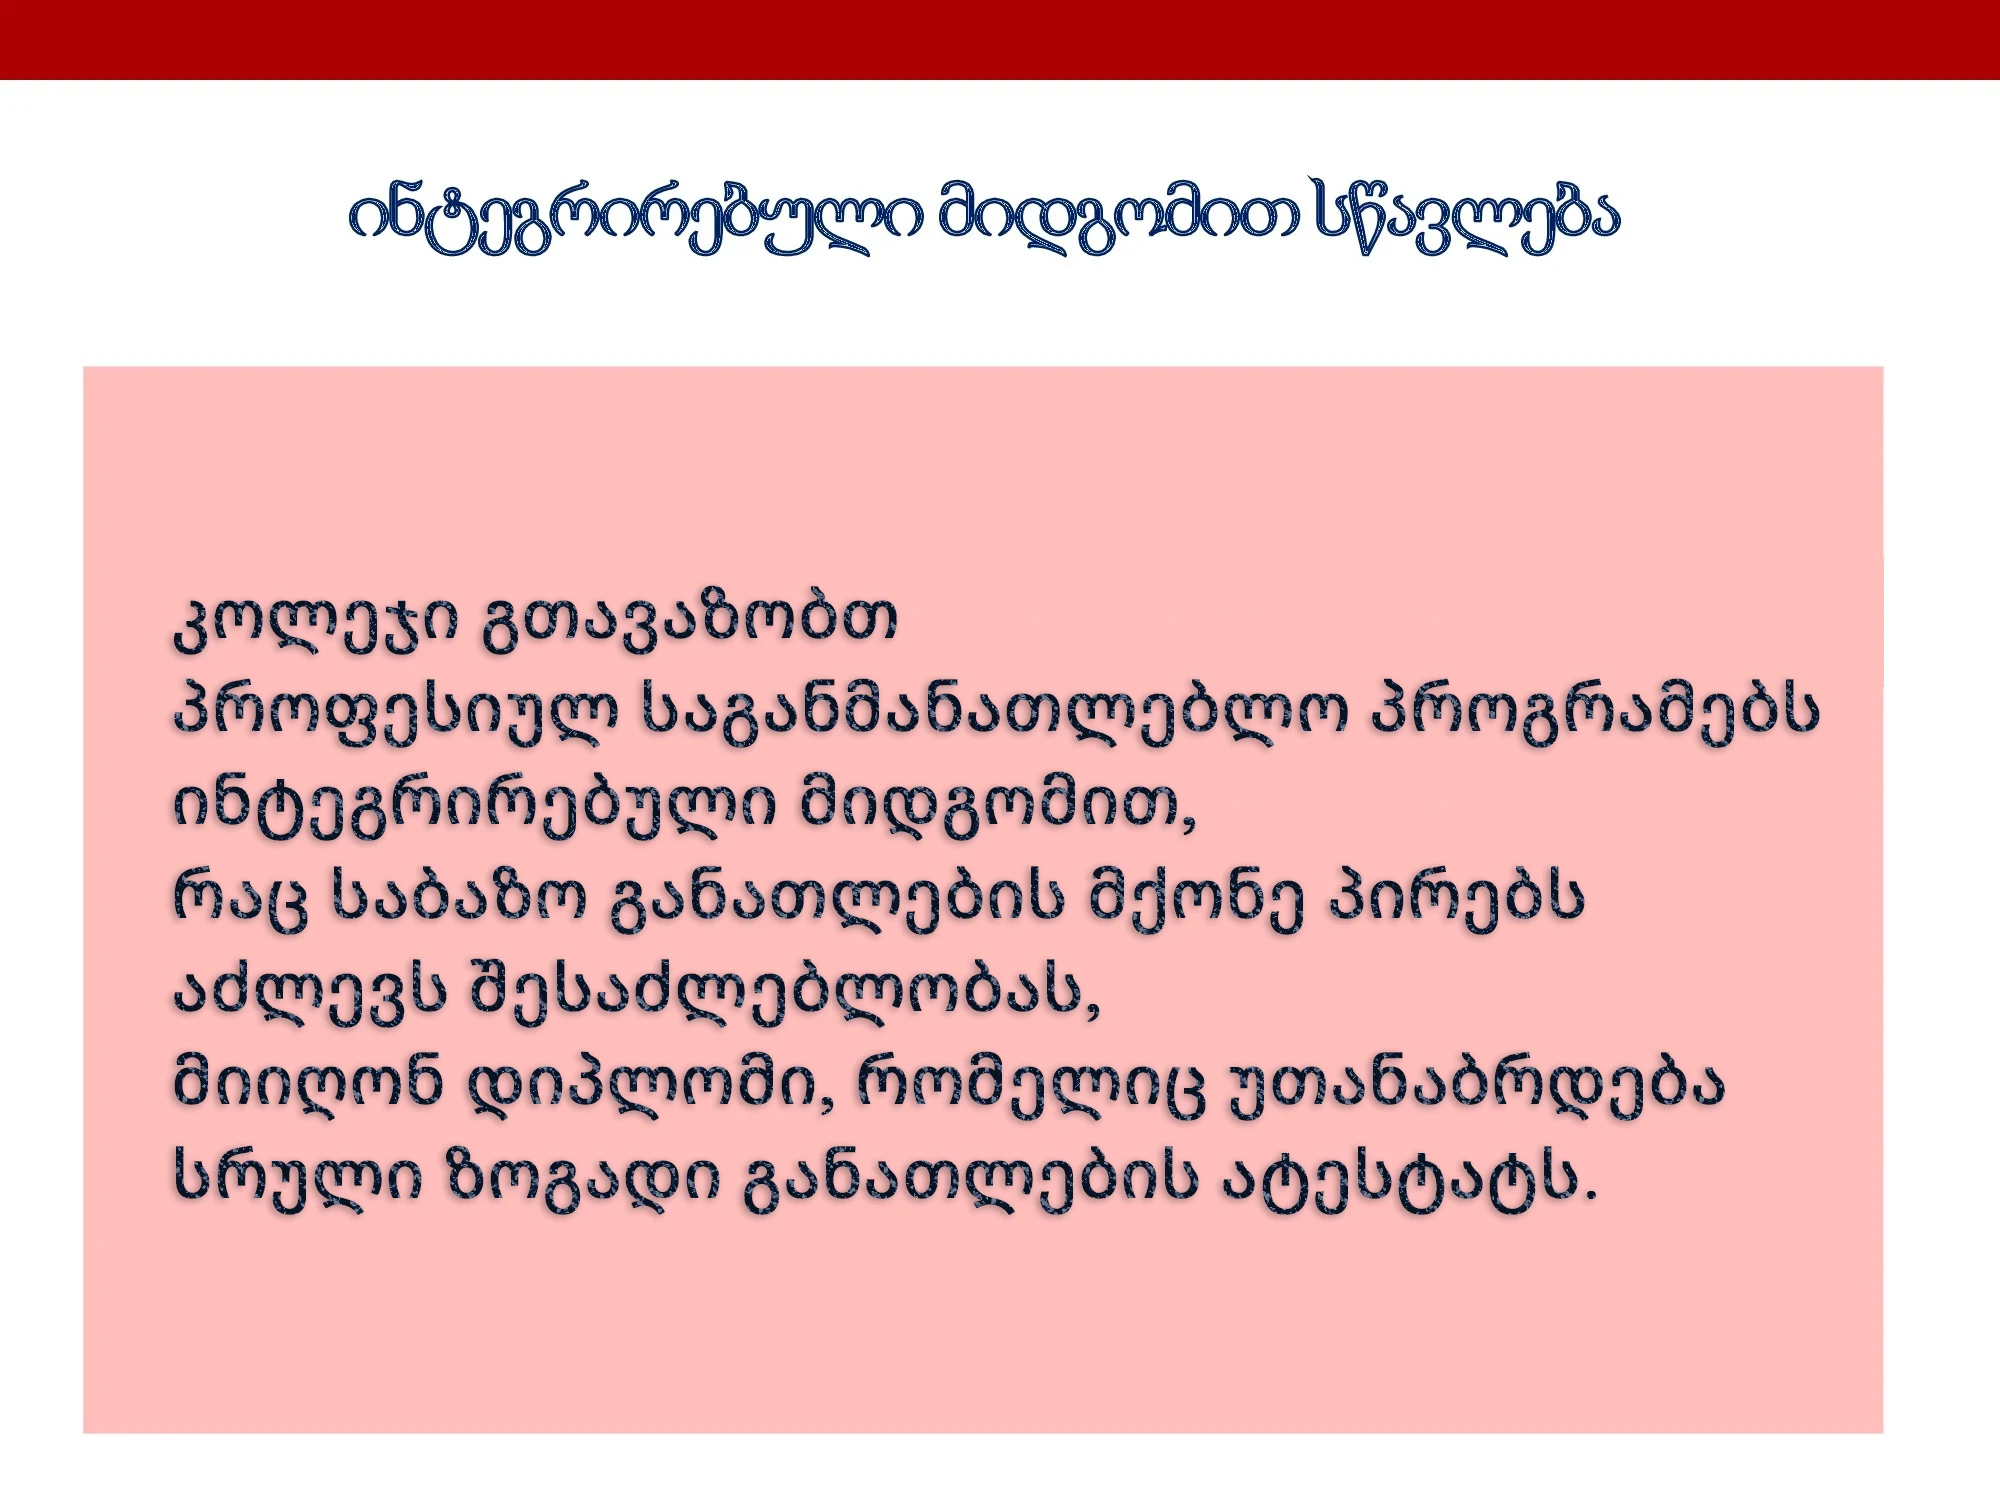 ინტეგრირებული მიდგომით სწავლება
კოლეჯი გთავაზობთ
პროფესიულ საგანმანათლებლო პროგრამებს
ინტეგრირებული მიდგომით,
რაც საბაზო განათლების მქონე პირებს
აძლევს შესაძლებლობას,
მიიღონ დიპლომი, რომელიც უთანაბრდება
სრული ზოგადი განათლების ატესტატს.